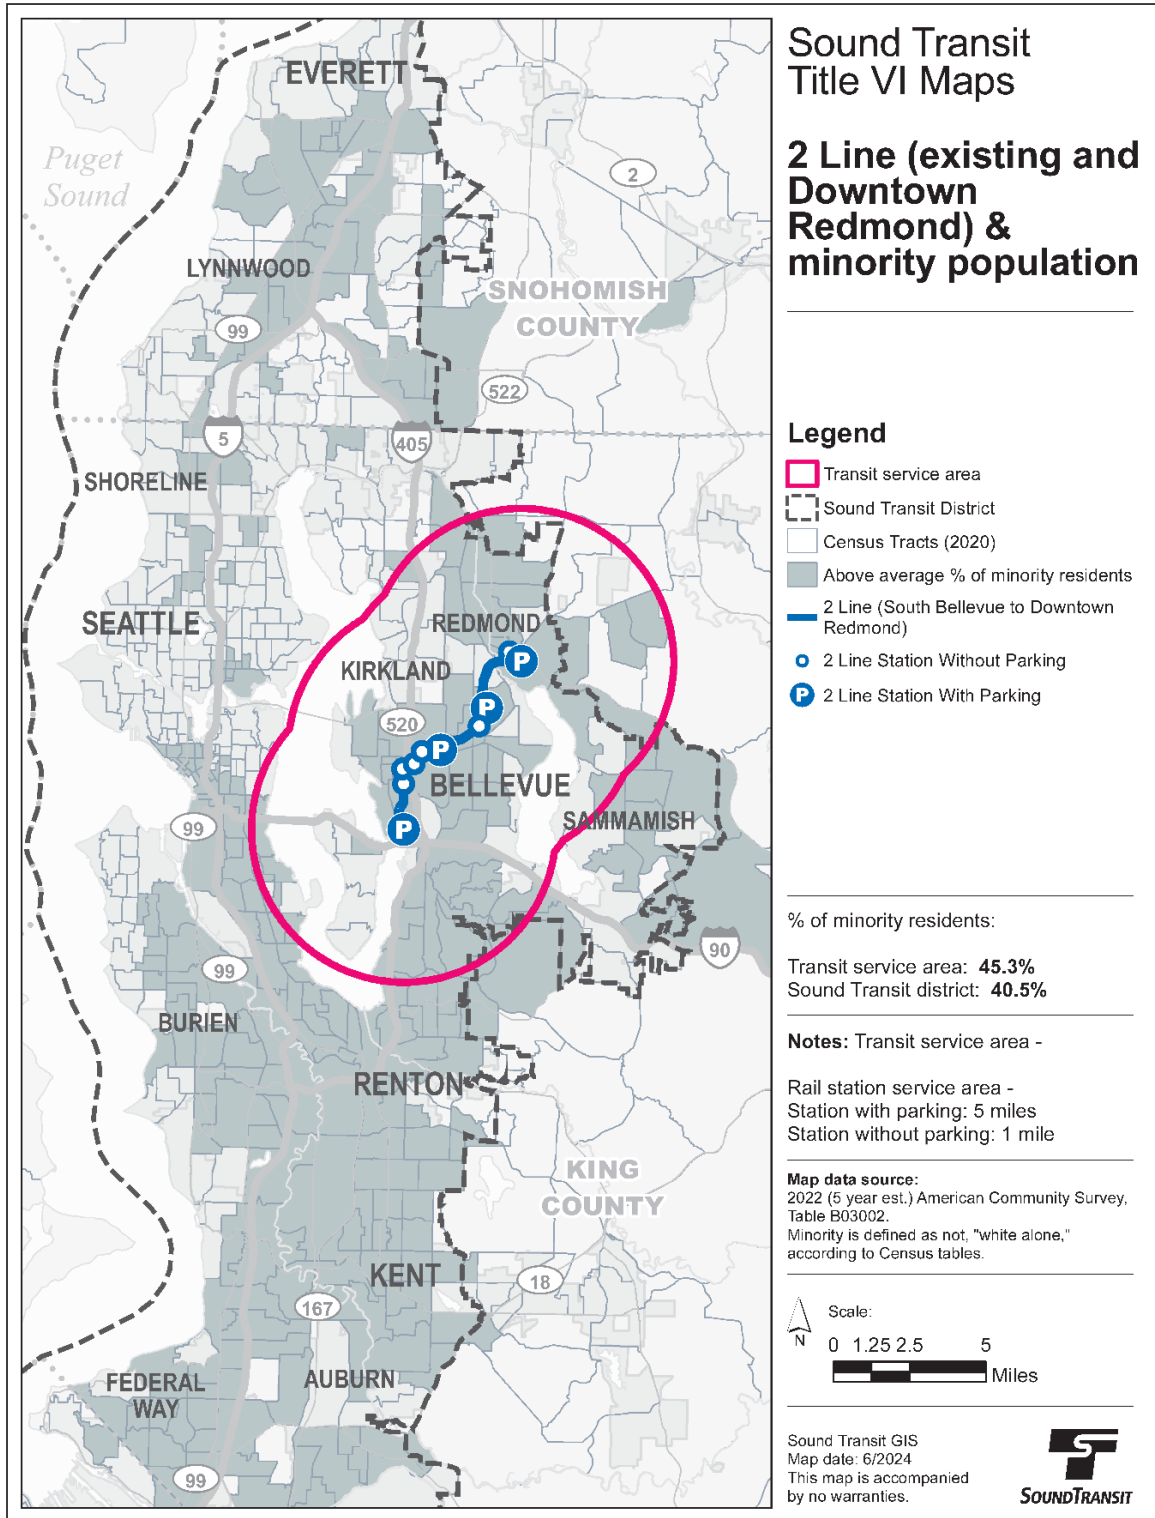 Sound Transit
Title VI Maps
2 Line (existing and
Downtown
Redmond) &
minority population
Legend
Transit service area
Sound Transit District
Census Tracts (2020)
Above average % of minority residents
2 Line (South Bellevue to Downtown
Redmond)
2 Line Station Without Parking
P 2 Line Station With Parking
% of minority residents:
Transit service area: 45.3%
Sound Transit district: 40.5%
Notes: Transit service area -
Rail station service area -
Station with parking: 5 miles
Station without parking: 1 mile
Map data source:
2022 (5 year est.) American Community Survey,
Table B03002.
Minority is defined as not, "white alone,"
according to Census tables.
N
Scale:
0 1.25 2.5 5
Miles
Sound Transit GIS
Map date: 6/2024
This map is accompanied
by no warranties.
SOUNDTRANSIT
EVERETT
Puget
Sound
2
LYNNWOOD
SNOHOMISH
COUNTY
99
522
5
405
SHORELINE
SEATTLE
REDMOND
KIRKLAND
P
P
520
P
BELLEVUE
P
SAMMAMISH
99
90
99
BURIEN
RENTON
KING
COUNTY
KENT
18
167
FEDERAL
WAY
AUBURN
99